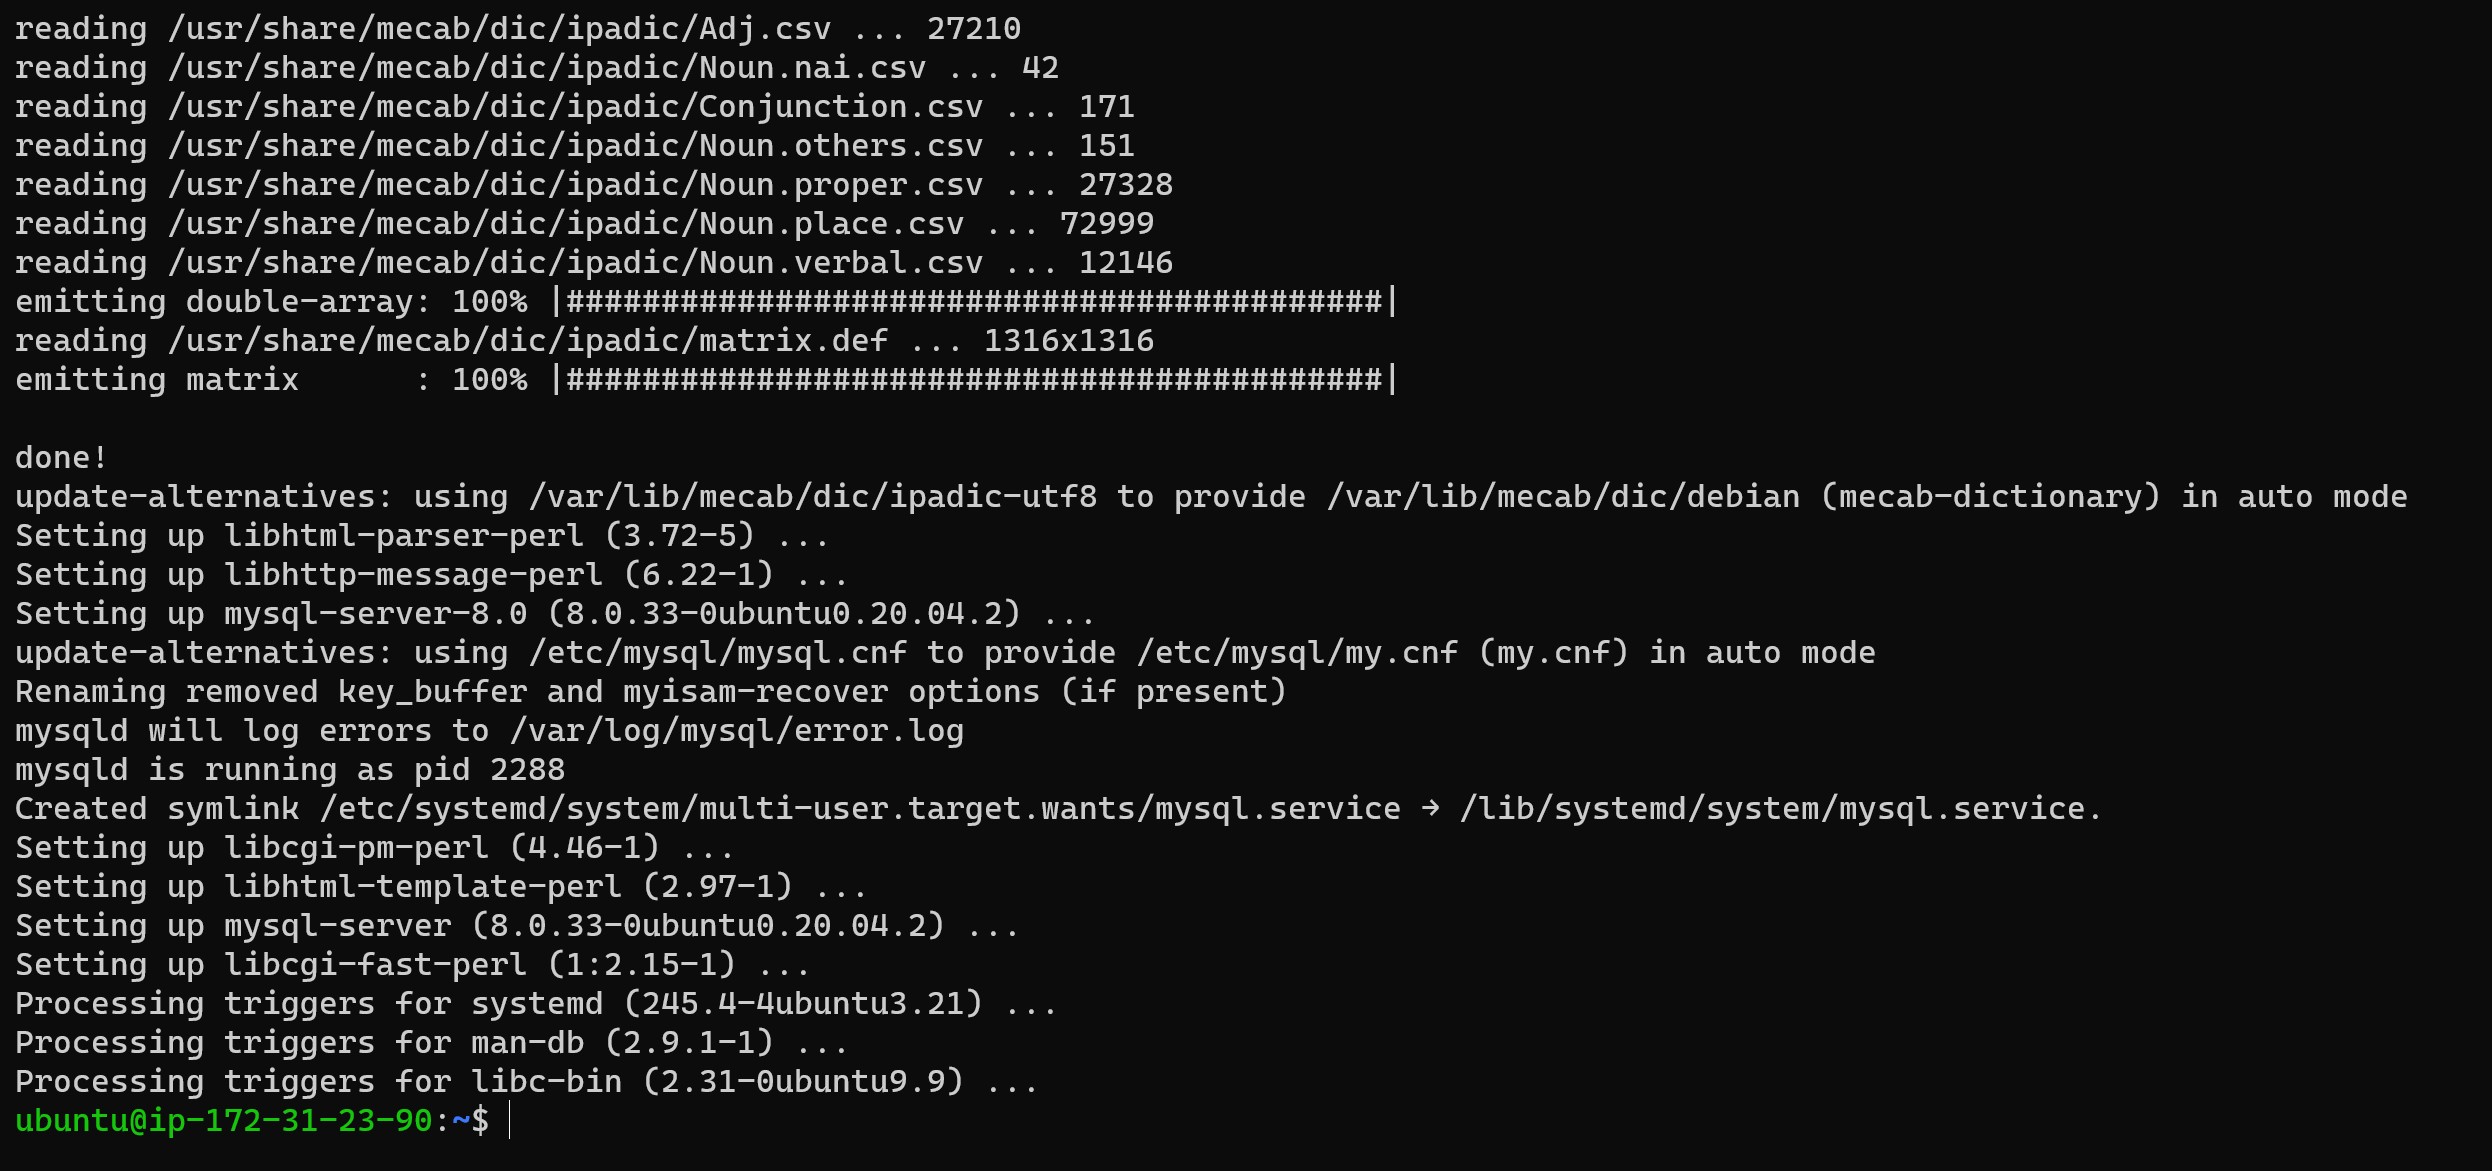 reading /usr/share/mecab/dic/ipadic/Adj.csv ... 27210
reading /usr/share/mecab/dic/ipadic/Noun.nai.csv ... 42
reading /usr/share/mecab/dic/ipadic/Conjunction.csv ... 171
reading /usr/share/mecab/dic/ipadic/Noun.others.csv ... 151
reading /usr/share/mecab/dic/ipadic/Noun.proper.csv ... 27328
reading /usr/share/mecab/dic/ipadic/Noun.place.csv ... 72999
reading /usr/share/mecab/dic/ipadic/Noun.verbal.csv ... 12146
emitting double-array: 100% |###########################################|
reading /usr/share/mecab/dic/ipadic/matrix.def ... 1316x1316
emitting matrix      : 100% |###########################################|

done!
update-alternatives: using /var/lib/mecab/dic/ipadic-utf8 to provide /var/lib/mecab/dic/debian (mecab-dictionary) in auto mode
Setting up libhtml-parser-perl (3.72-5) ...
Setting up libhttp-message-perl (6.22-1) ...
Setting up mysql-server-8.0 (8.0.33-0ubuntu0.20.04.2) ...
update-alternatives: using /etc/mysql/mysql.cnf to provide /etc/mysql/my.cnf (my.cnf) in auto mode
Renaming removed key_buffer and myisam-recover options (if present)
mysqld will log errors to /var/log/mysql/error.log
mysqld is running as pid 2288
Created symlink /etc/systemd/system/multi-user.target.wants/mysql.service → /lib/systemd/system/mysql.service.
Setting up libcgi-pm-perl (4.46-1) ...
Setting up libhtml-template-perl (2.97-1) ...
Setting up mysql-server (8.0.33-0ubuntu0.20.04.2) ...
Setting up libcgi-fast-perl (1:2.15-1) ...
Processing triggers for systemd (245.4-4ubuntu3.21) ...
Processing triggers for man-db (2.9.1-1) ...
Processing triggers for libc-bin (2.31-0ubuntu9.9) ...
ubuntu@ip-172-31-23-90:~$